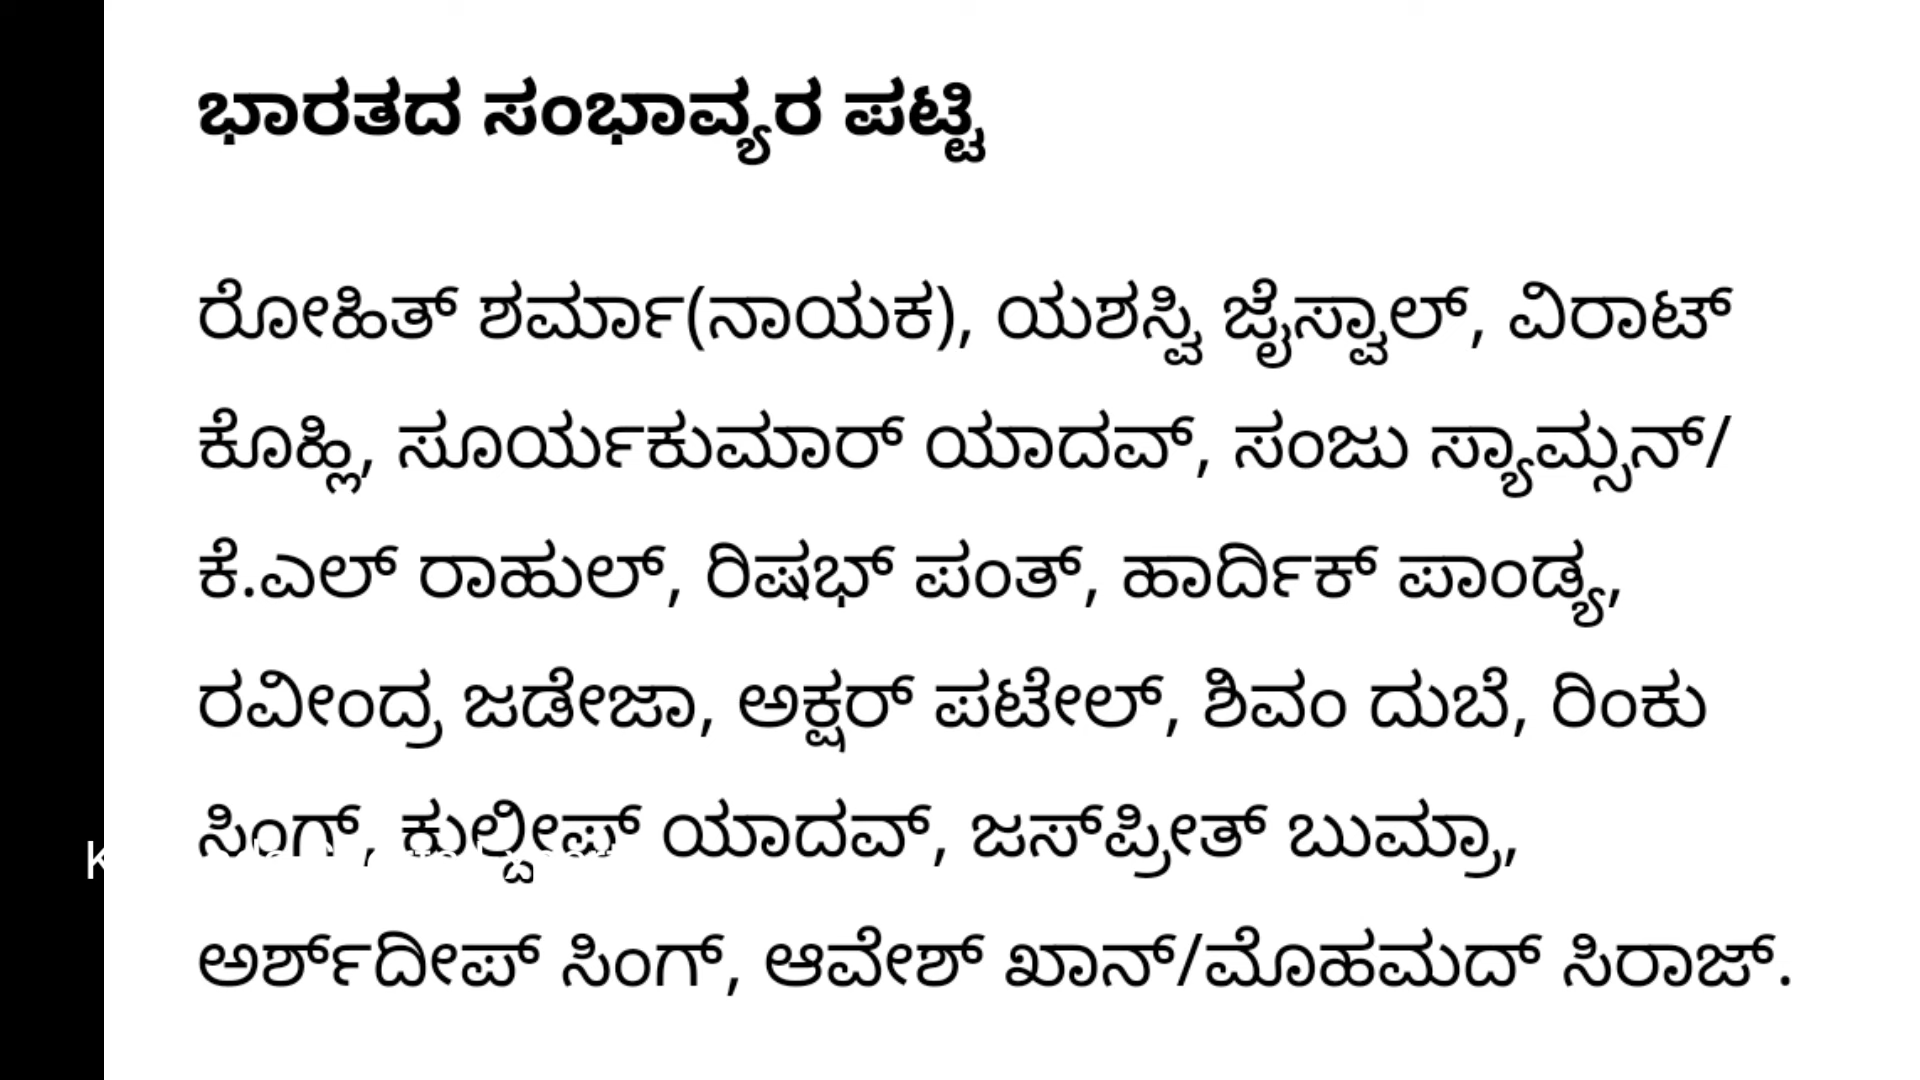 ಭಾರತದ ಸಂಭಾವ್ಯರ ಪಟ್ಟಿ
ರೋಹಿತ್ ಶರ್ಮಾ(ನಾಯಕ), ಯಶಸ್ವಿ ಜೈಸ್ವಾಲ್, ವಿರಾಟ್
ಕೊಹ್ಲಿ, ಸೂರ್ಯಕುಮಾರ್ ಯಾದವ್, ಸಂಜು ಸ್ಯಾಮ್ಸನ್/
ಕೆ.ಎಲ್ ರಾಹುಲ್, ರಿಷಭ್ ಪಂತ್, ಹಾರ್ದಿಕ್ ಪಾಂಡ್ಯ,
ರವೀಂದ್ರ ಜಡೇಜಾ, ಅಕ್ಷರ್ ಪಟೇಲ್, ಶಿವಂ ದುಬೆ, ರಿಂಕು
ಸಿಂಗ್, ಕುಲ್ದೀಪ್ ಯಾದವ್, ಜಸ್‌ಪ್ರೀತ್ ಬುಮ್ರಾ,
ಅರ್ಶ್‌ದೀಪ್ ಸಿಂಗ್, ಆವೇಶ್ ಖಾನ್/ಮೊಹಮದ್ ಸಿರಾಜ್.